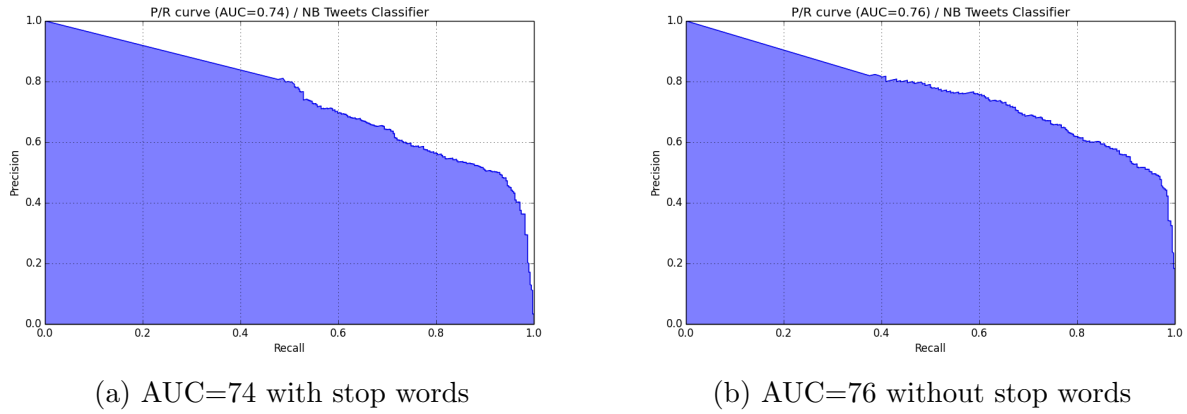 P/R curve (AUC=0.74) / NB Tweets Classifier
1.0
0.8
0.6
0.4
0.2
0.0
Precision
0.0 0.2 0.4 0.6 0.8 1.0
Recall
(a) AUC=74 with stop words
P/R curve (AUC=0.76) / NB Tweets Classifier
1.0
0.8
0.6
0.4
0.2
0.0
Precision
0.0 0.2 0.4 0.6 0.8 1.0
Recall
(b) AUC=76 without stop words